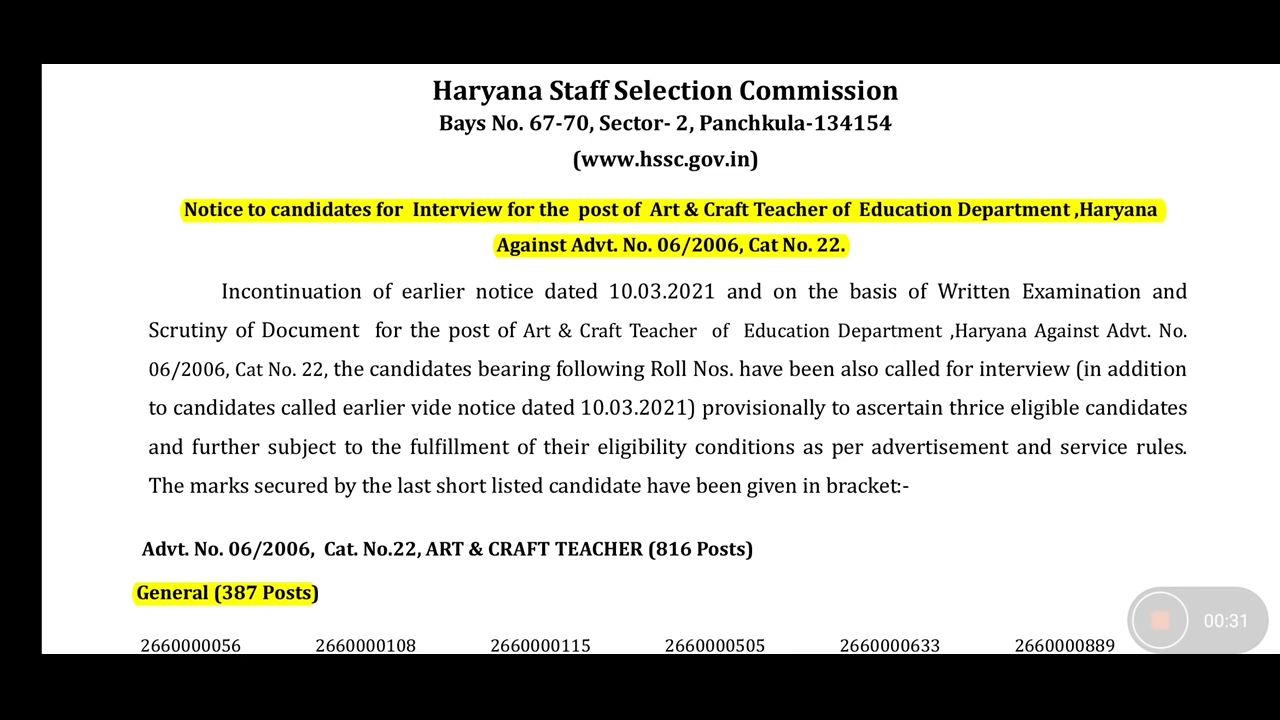 Haryana Staff Selection Commission
Bays No. 67-70, Sector- 2, Panchkula-134154
(www.hssc.gov.in)
Notice to candidates for Interview for the post of Art & Craft Teacher of Education Department ,Haryana
Against Advt. No. 06/2006, Cat No. 22.
Incontinuation of earlier notice dated 10.03.2021 and on the basis of Written Examination and
Scrutiny of Document for the post of Art & Craft Teacher of Education Department ,Haryana Against Advt. No.
06/2006, Cat No. 22, the candidates bearing following Roll Nos. have been also called for interview (in addition
to candidates called earlier vide notice dated 10.03.2021) provisionally to ascertain thrice eligible candidates
and further subject to the fulfillment of their eligibility conditions as per advertisement and service rules.
The marks secured by the last short listed candidate have been given in bracket:-
Advt. No. 06/2006, Cat. No.22, ART & CRAFT TEACHER (816 Posts)
General (387 Posts)
00:31
2660000056 2660000108 2660000115 2660000505 2660000633 2660000889